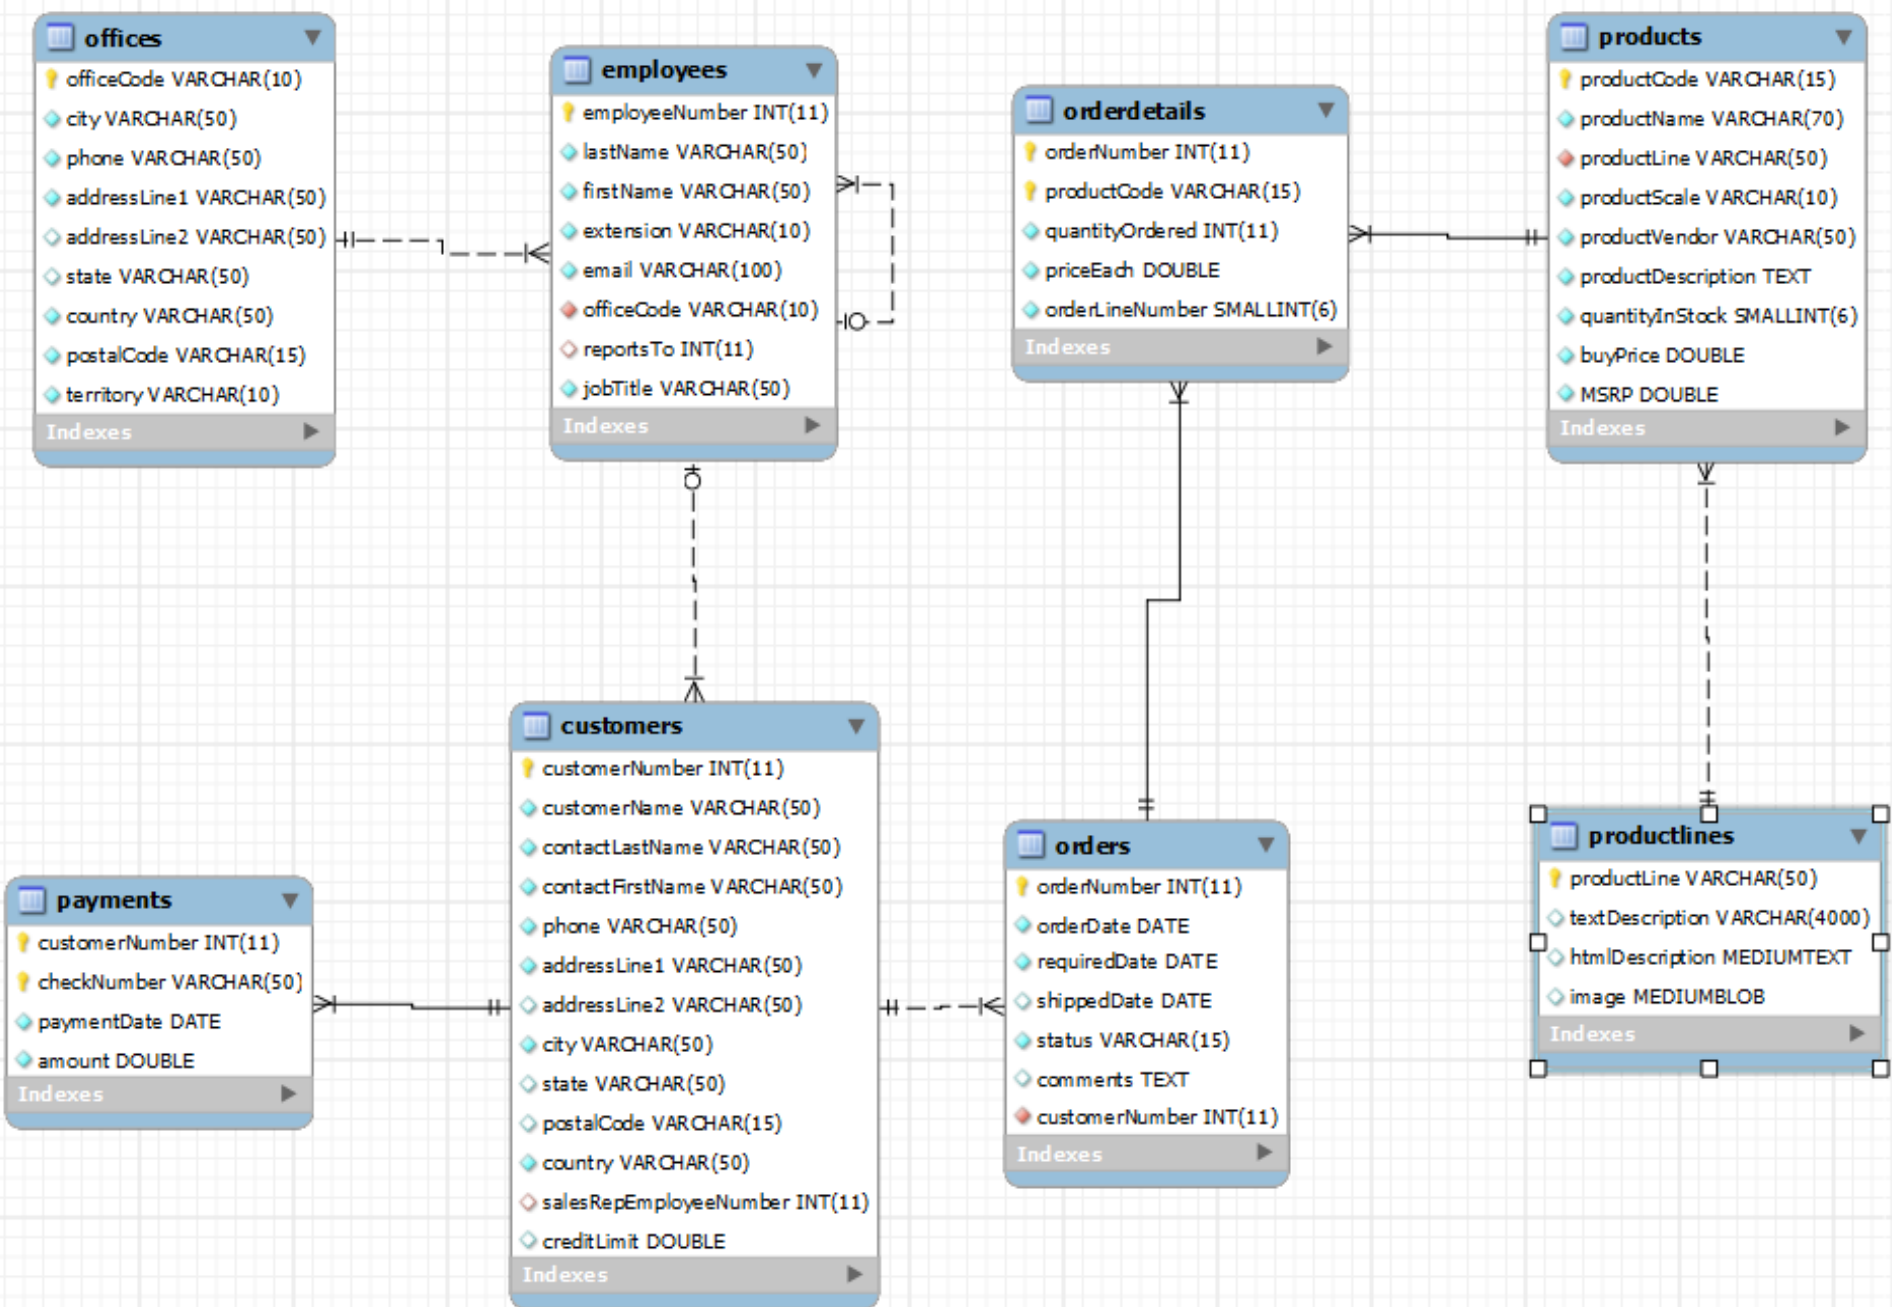 offices
officeCode VARCHAR(10)
city VARCHAR(50)
phone VARCHAR(50)
addressLine1 VARCHAR(50)
addressLine2 VARCHAR(50)
state VARCHAR(50)
country VARCHAR(50)
postalCode VARCHAR(15)
territory VARCHAR(10)
Indexes
employees
employeeNumber INT(11)
lastName VARCHAR(50)
firstName VARCHAR(50)
extension VARCHAR(10)
email VARCHAR(100)
officeCode VARCHAR(10)
reportsTo INT(11)
jobTitle VARCHAR(50)
Indexes
orderdetails
orderNumber INT(11)
productCode VARCHAR(15)
quantityOrdered INT(11)
priceEach DOUBLE
orderLineNumber SMALLINT(6)
Indexes
products
productCode VARCHAR(15)
productName VARCHAR(70)
productLine VARCHAR(50)
productScale VARCHAR(10)
productVendor VARCHAR(50)
productDescription TEXT
quantityInStock SMALLINT(6)
buyPrice DOUBLE
MSRP DOUBLE
Indexes
payments
customerNumber INT(11)
checkNumber VARCHAR(50)
paymentDate DATE
amount DOUBLE
Indexes
customers
customerNumber INT(11)
customerName VARCHAR(50)
contactLastName VARCHAR(50)
contactFirstName VARCHAR(50)
phone VARCHAR(50)
addressLine1 VARCHAR(50)
addressLine2 VARCHAR(50)
city VARCHAR(50)
state VARCHAR(50)
postalCode VARCHAR(15)
country VARCHAR(50)
salesRepEmployeeNumber INT(11)
creditLimit DOUBLE
Indexes
orders
orderNumber INT(11)
orderDate DATE
requiredDate DATE
shippedDate DATE
status VARCHAR(15)
comments TEXT
customerNumber INT(11)
Indexes
productlines
productLine VARCHAR(50)
textDescription VARCHAR(4000)
htmlDescription MEDIUMTEXT
image MEDIUMBLOB
Indexes